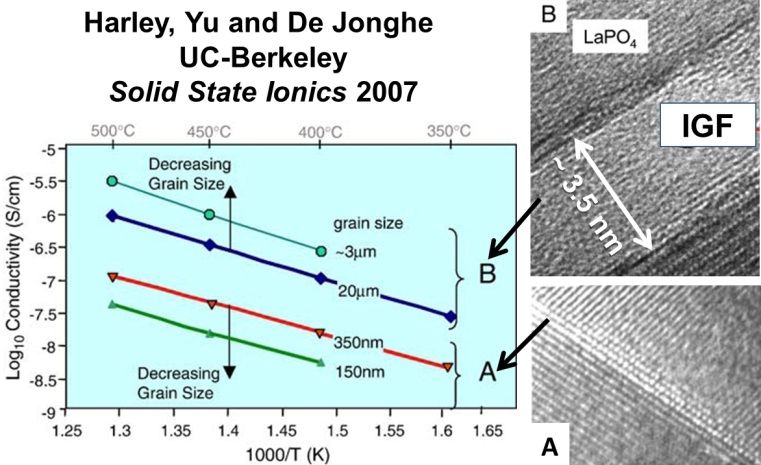 Harley, Yu and De Jonghe
UC-Berkeley
Solid State Ionics 2007
500°C 450°C 400°C 350°C
-5
-5.5
-6
-6.5
-7
-7.5
-8
-8.5
-9
Log10 Conductivity (S/cm)
Decreasing
Grain Size
grain size
~3μm
20μm
350nm
150nm
B
A
Decreasing
Grain Size
1.25 1.3 1.35 1.4 1.45 1.5 1.55 1.6 1.65
1000/T (K)
B
LaPO4
IGF
~ 3.5 nm
A